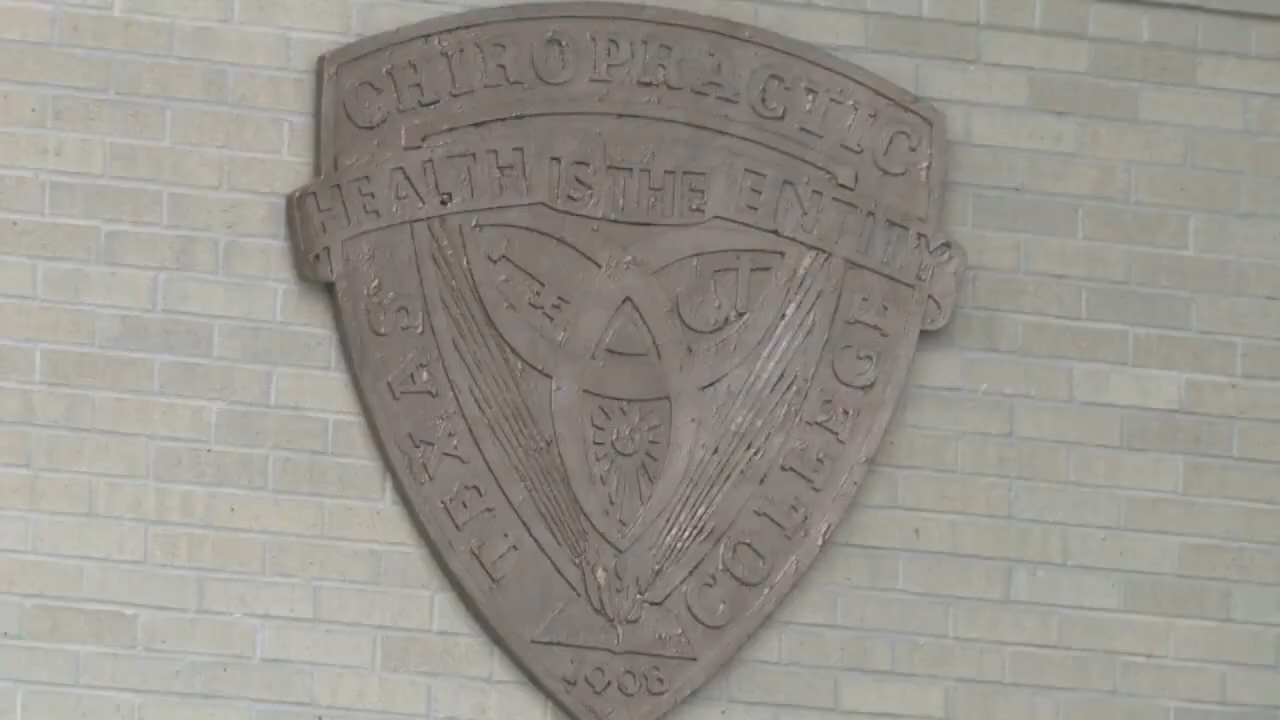 CHIROPRACTIC
HEALTH IS THE ENTITY
TEXAS
COLLEGE
1908